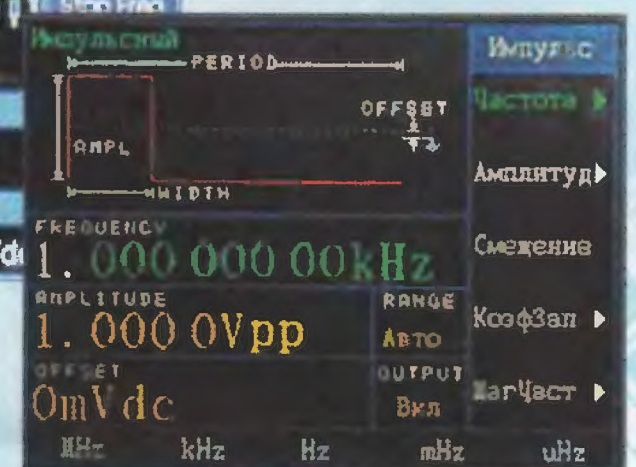 Импульсный
PERIOD
OFFSET
AMPL
WIDTH
FREQUENCY
1.000 000 00kHz
AMPLITUDE
1.000 0Vpp
RANGE
Авто
OFFSET
0mVdc
OUTPUT
Вкл
MHz kHz Hz mHz uHz
Импульс
Частота
Амплитуд
Смещение
КоэфЗап
ШагЧаст